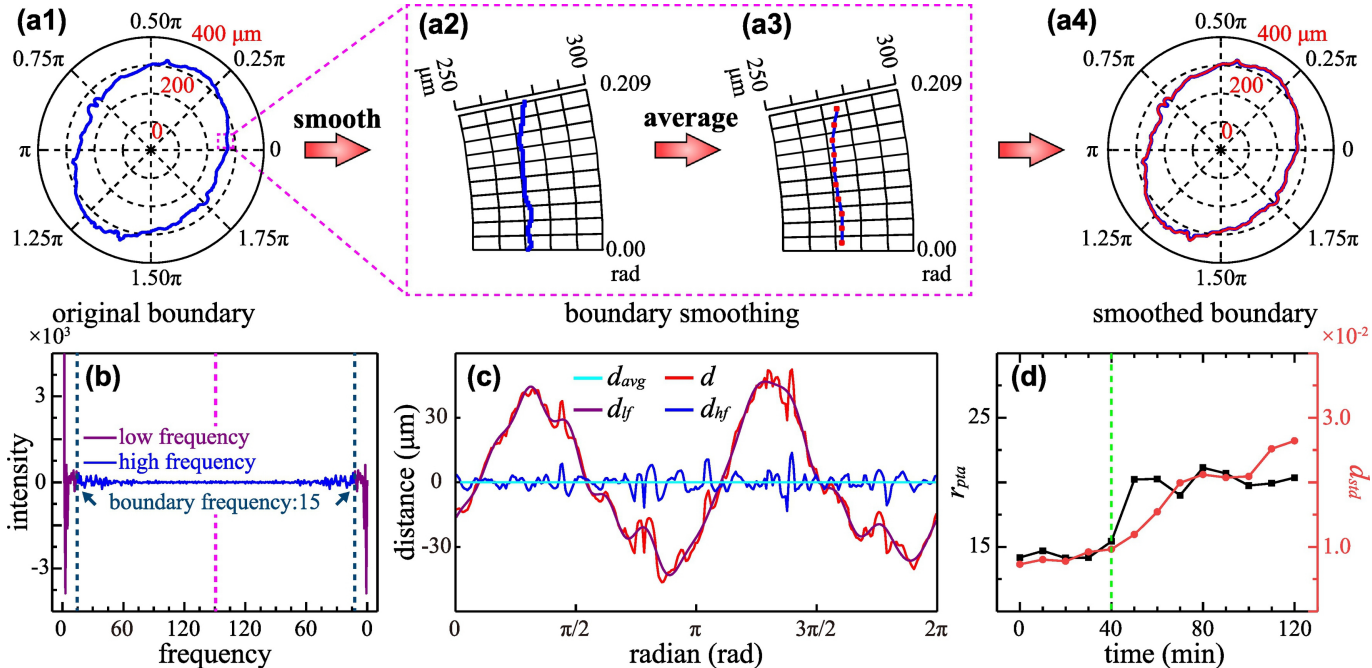 (a1)
0.50π
400 μm
0.75π
0.25π
200
0
π
0
1.25π
1.75π
1.50π
original boundary
smooth
(a2)
250
μm
300
0.209
0.00
rad
average
(a3)
250
μm
300
0.209
0.00
rad
boundary smoothing
(a4)
0.50π
400 μm
0.75π
0.25π
200
0
π
0
1.25π
1.75π
1.50π
smoothed boundary
×10³
(b)
3
0
-3
intensity
low frequency
high frequency
boundary frequency:15
0 60 120 120 60 0
frequency
(c)
d_avg d
d_lf d_hf
30
0
-30
distance (μm)
0 π/2 π 3π/2 2π
radian (rad)
×10⁻²
(d)
25
15
r_pta
3.0
2.0
1.0
d_std
0 40 80 120
time (min)